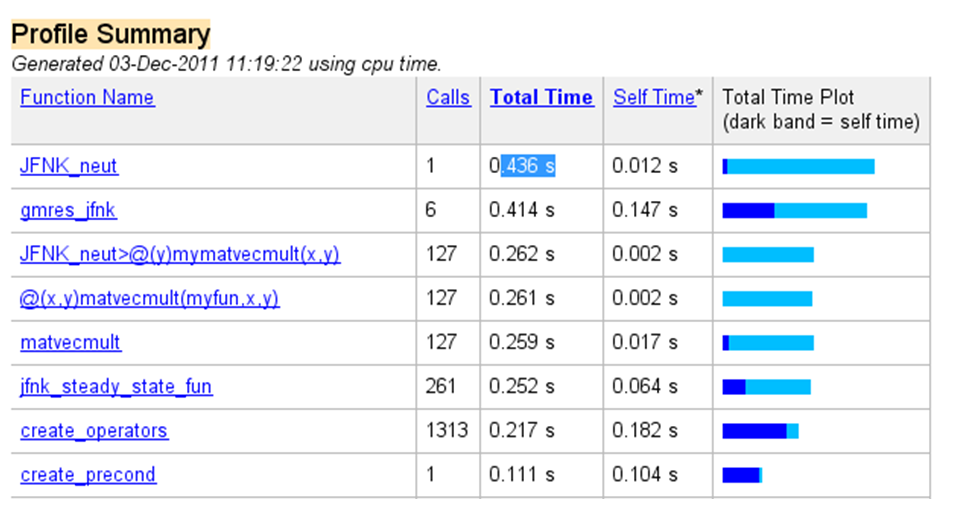 Profile Summary
Generated 03-Dec-2011 11:19:22 using cpu time.
Function Name Calls Total Time Self Time* Total Time Plot
(dark band = self time)
JFNK_neut 1 0.436 s 0.012 s
gmres_jfnk 6 0.414 s 0.147 s
JFNK_neut>@(y)mymatvecmult(x,y) 127 0.262 s 0.002 s
@(x,y)matvecmult(myfun,x,y) 127 0.261 s 0.002 s
matvecmult 127 0.259 s 0.017 s
jfnk_steady_state_fun 261 0.252 s 0.064 s
create_operators 1313 0.217 s 0.182 s
create_precond 1 0.111 s 0.104 s